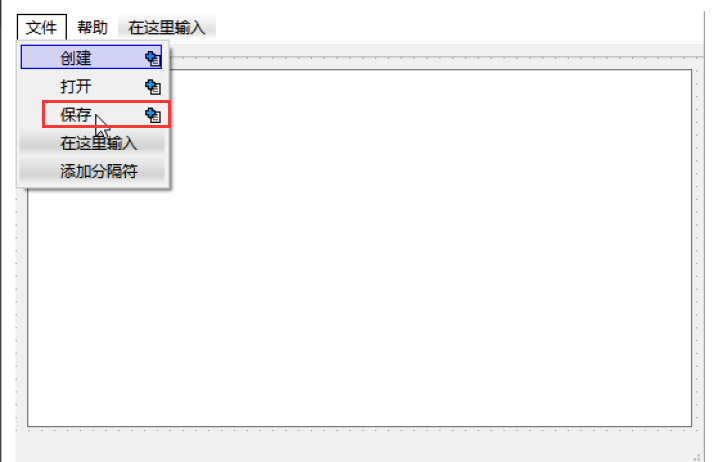 文件 帮助 在这里输入
创建
打开
保存
在这里输入
添加分隔符